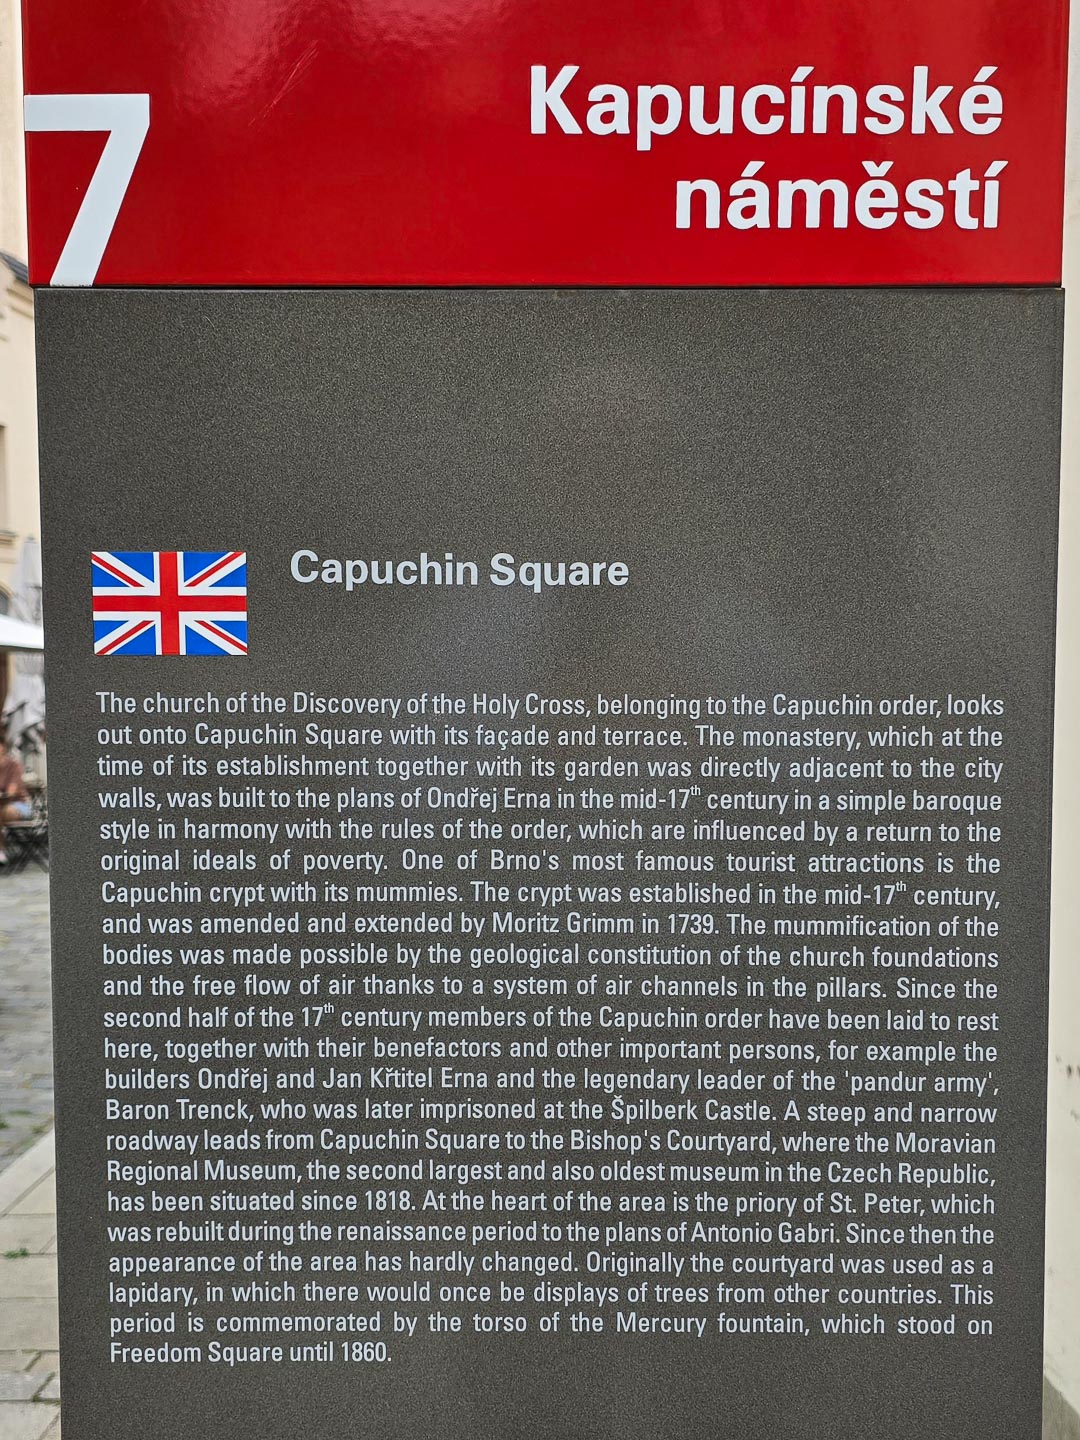 7
Kapucínské
náměstí
Capuchin Square
The church of the Discovery of the Holy Cross, belonging to the Capuchin order, looks
out onto Capuchin Square with its façade and terrace. The monastery, which at the
time of its establishment together with its garden was directly adjacent to the city
walls, was built to the plans of Ondřej Erna in the mid-17th century in a simple baroque
style in harmony with the rules of the order, which are influenced by a return to the
original ideals of poverty. One of Brno's most famous tourist attractions is the
Capuchin crypt with its mummies. The crypt was established in the mid-17th century,
and was amended and extended by Moritz Grimm in 1739. The mummification of the
bodies was made possible by the geological constitution of the church foundations
and the free flow of air thanks to a system of air channels in the pillars. Since the
second half of the 17th century members of the Capuchin order have been laid to rest
here, together with their benefactors and other important persons, for example the
builders Ondřej and Jan Křtitel Erna and the legendary leader of the 'pandur army',
Baron Trenck, who was later imprisoned at the Špilberk Castle. A steep and narrow
roadway leads from Capuchin Square to the Bishop's Courtyard, where the Moravian
Regional Museum, the second largest and also oldest museum in the Czech Republic,
has been situated since 1818. At the heart of the area is the priory of St. Peter, which
was rebuilt during the renaissance period to the plans of Antonio Gabri. Since then the
appearance of the area has hardly changed. Originally the courtyard was used as a
lapidary, in which there would once be displays of trees from other countries. This
period is commemorated by the torso of the Mercury fountain, which stood on
Freedom Square until 1860.